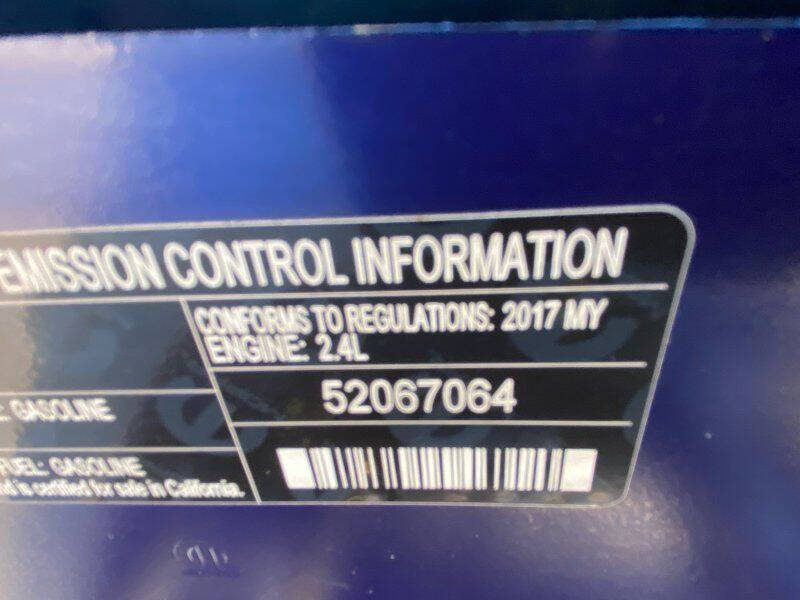 EMISSION CONTROL INFORMATION
CONFORMS TO REGULATIONS: 2017 MY
ENGINE: 2.4L
GASOLINE
52067064
FUEL: GASOLINE
is certified for sale in California.